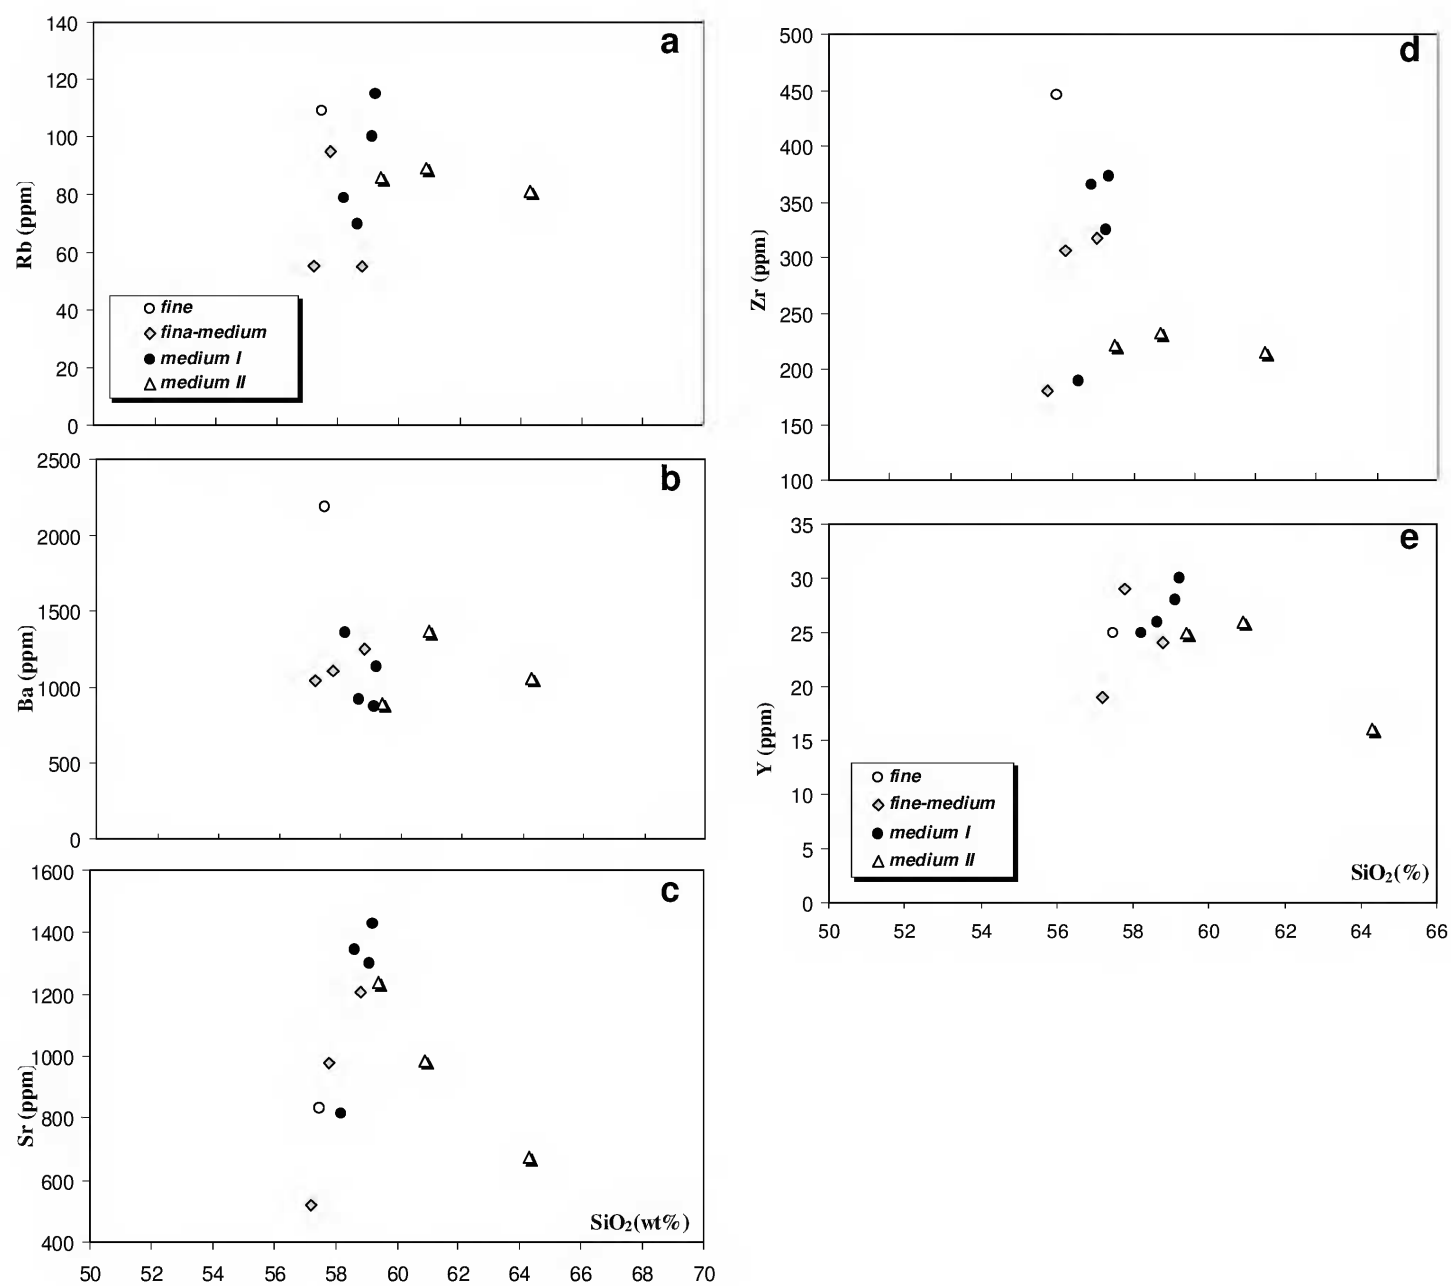 a
140
120
100
80
60
40
20
0
Rb (ppm)
fine
fina-medium
medium I
medium II
b
2500
2000
1500
1000
500
0
Ba (ppm)
c
1600
1400
1200
1000
800
600
400
Sr (ppm)
SiO₂(wt%)
50 52 54 56 58 60 62 64 66 68 70
d
500
450
400
350
300
250
200
150
100
Zr (ppm)
e
35
30
25
20
15
10
5
0
Y (ppm)
fine
fine-medium
medium I
medium II
SiO₂(%)
50 52 54 56 58 60 62 64 66